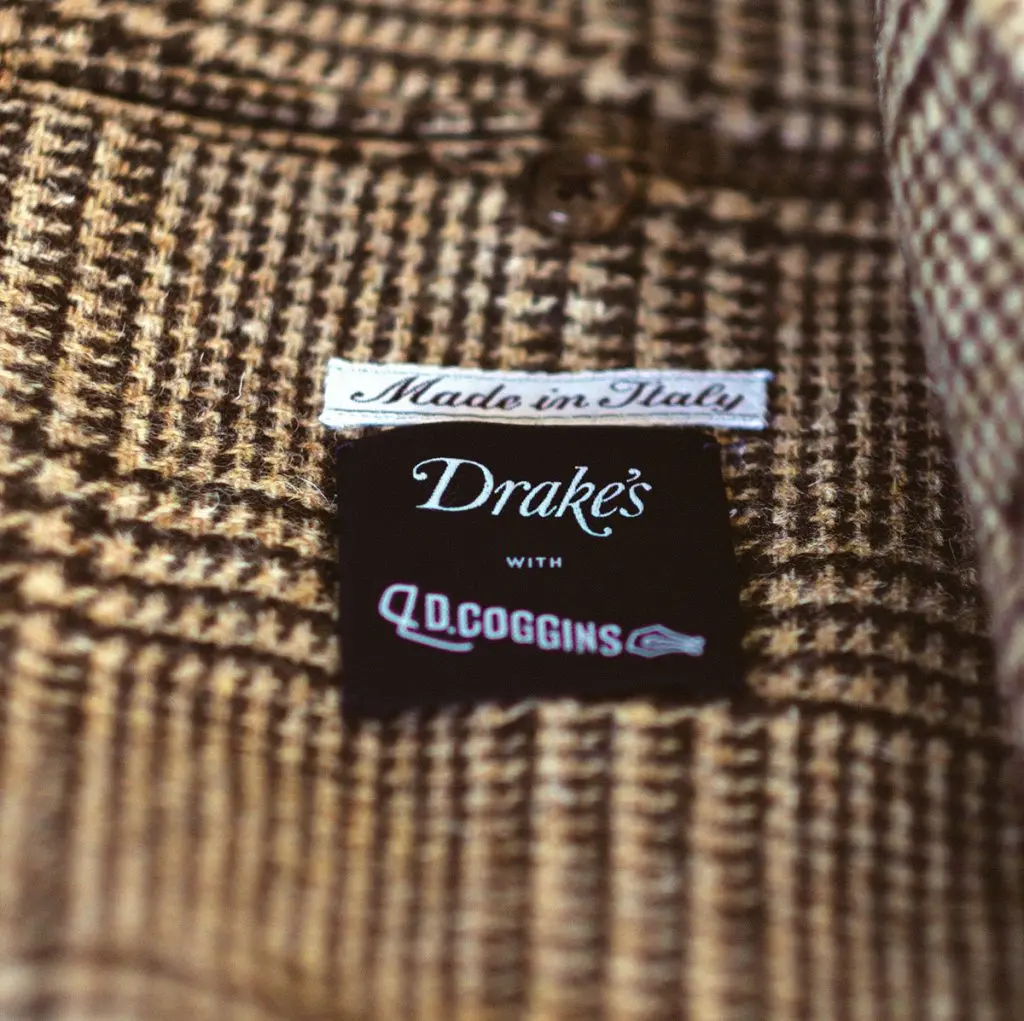 Made in Italy
Drake's
WITH
D.COGGINS